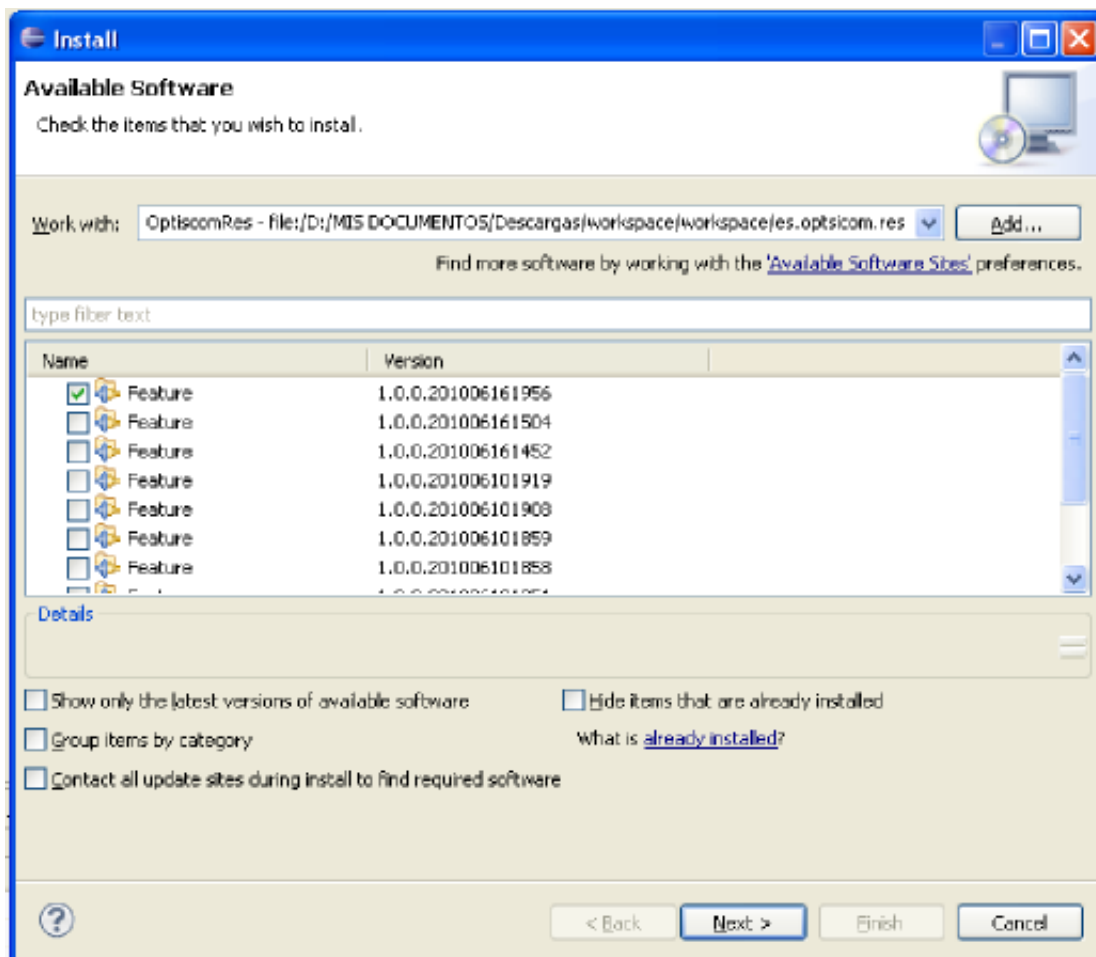 Install
Available Software
Check the items that you wish to install.
Work with: OptiscomRes - file:/D:/MIS DOCUMENTOS/Descargas/workspace/workspace/es.optsicom.res Add...
Find more software by working with the 'Available Software Sites' preferences.
type filter text
Name Version
Feature 1.0.0.201006161956
Feature 1.0.0.201006161504
Feature 1.0.0.201006161452
Feature 1.0.0.201006101919
Feature 1.0.0.201006101908
Feature 1.0.0.201006101859
Feature 1.0.0.201006101858
Details
Show only the latest versions of available software Hide items that are already installed
Group items by category What is already installed?
Contact all update sites during install to find required software
? < Back Next > Finish Cancel